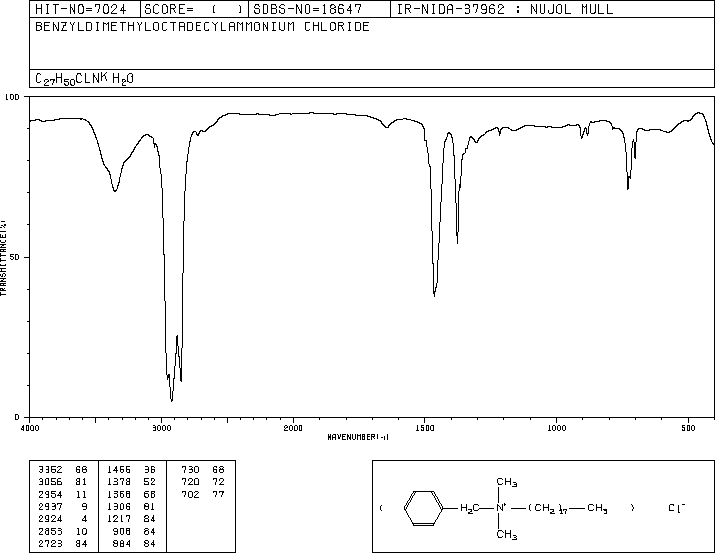 HIT-NO=7024 SCORE= ( ) SDBS-NO=18647 IR-NIDA-37962 : NUJOL MULL
BENZYLDIMETHYLOCTADECYLAMMONIUM CHLORIDE
C27H50CLNK H2O
100
50
0
TRANSMITTANCE(%)
4000 3000 2000 1500 1000 500
WAVENUMBER(-1)
3362 68 1466 36 730 68
3056 81 1378 52 720 72
2954 11 1368 66 702 77
2937 9 1306 81
2924 4 1217 84
2853 10 908 84
2723 84 884 84
CH3
( H2C N+ (CH2)17 CH3 ) Cl-
CH3